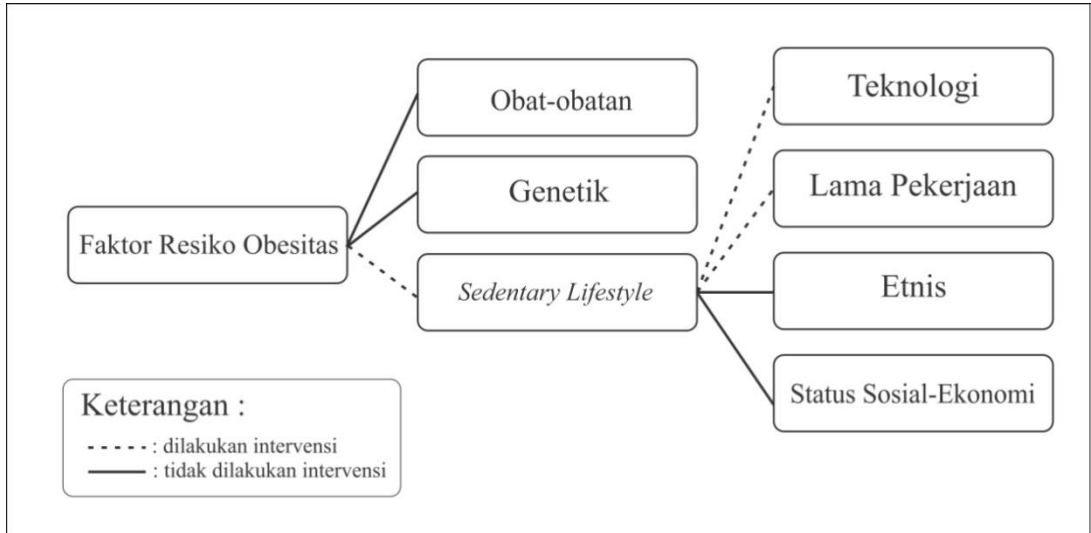 Faktor Resiko Obesitas
Obat-obatan
Genetik
Sedentary Lifestyle
Teknologi
Lama Pekerjaan
Etnis
Status Sosial-Ekonomi
Keterangan :
: dilakukan intervensi
: tidak dilakukan intervensi